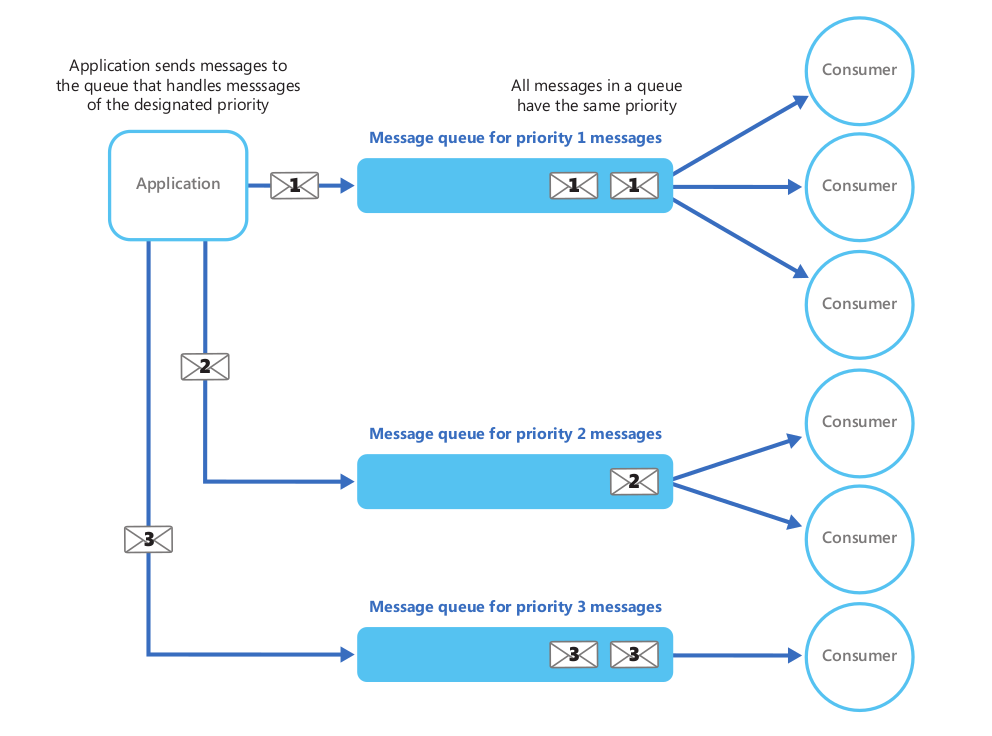 Application sends messages to
the queue that handles messsages
of the designated priority
All messages in a queue
have the same priority
Application
1
Message queue for priority 1 messages
1 1
Consumer
Consumer
Consumer
2
Message queue for priority 2 messages
2
Consumer
Consumer
3
Message queue for priority 3 messages
3 3
Consumer